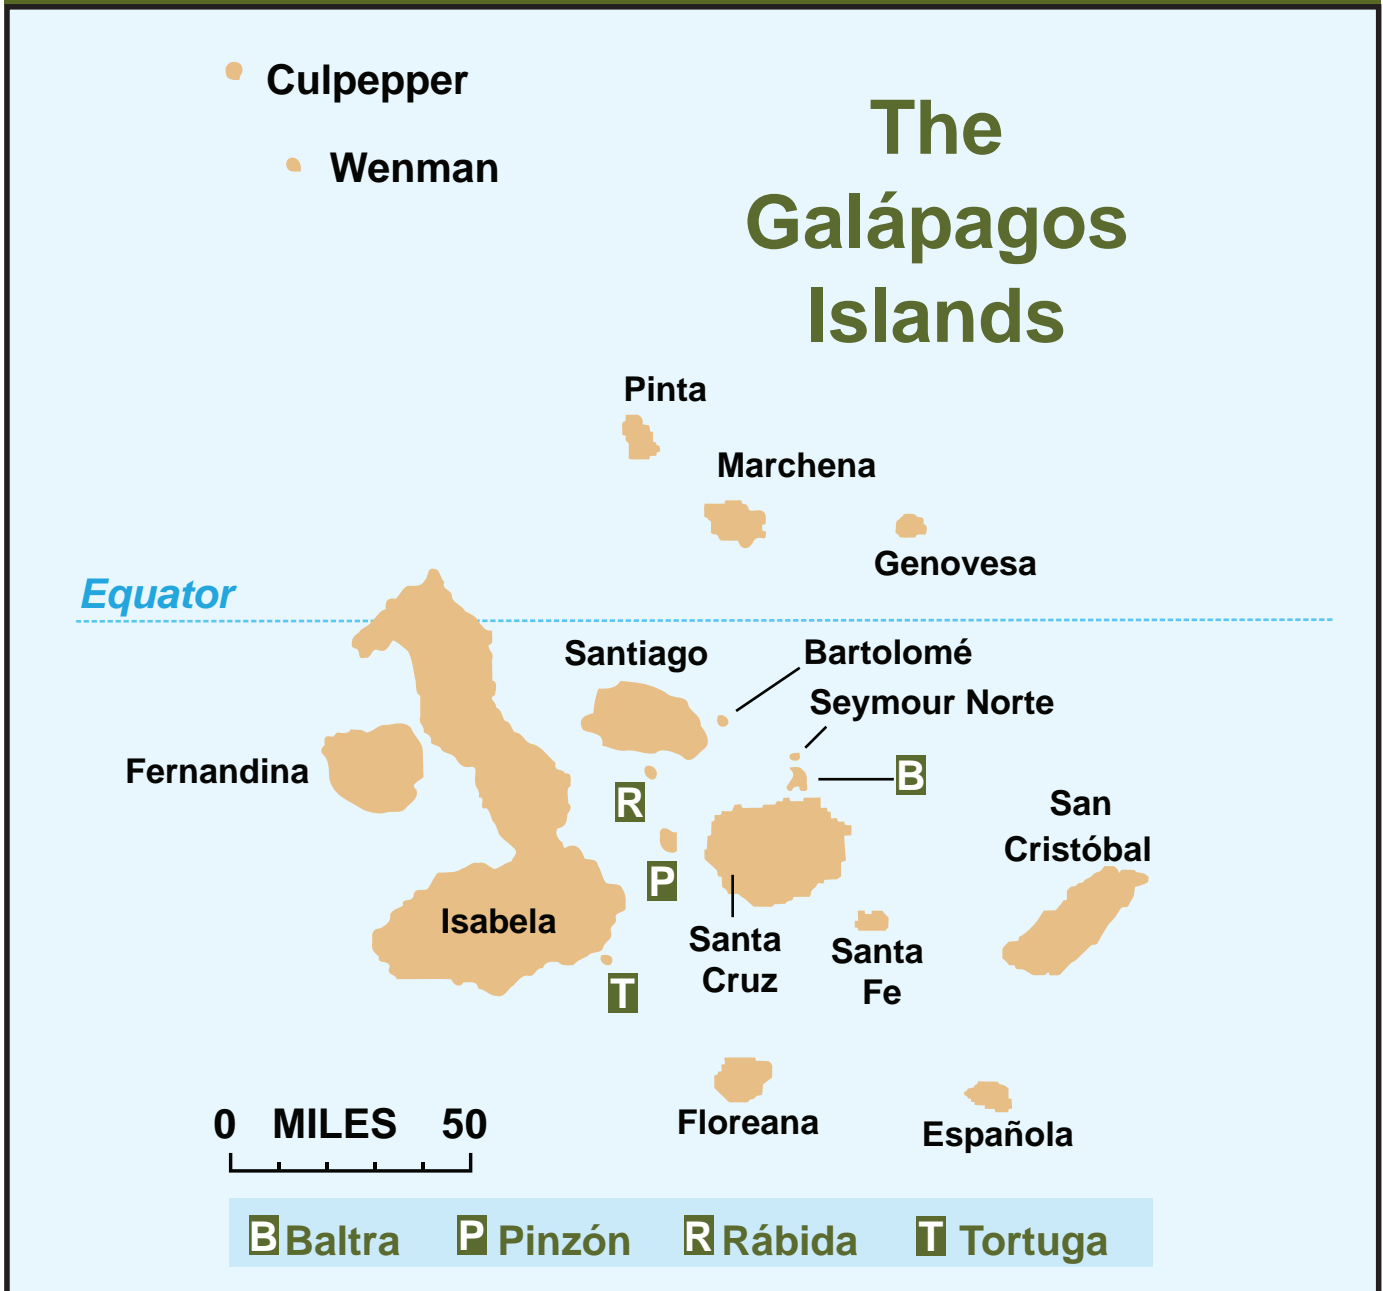 Culpepper
Wenman
The
Galápagos
Islands
Pinta
Marchena
Genovesa
Equator
Santiago
Bartolomé
Seymour Norte
Fernandina
B
R
San
Cristóbal
P
Isabela
Santa
Cruz
Santa
Fe
T
Floreana
Española
0 MILES 50
B Baltra P Pinzón R Rábida T Tortuga